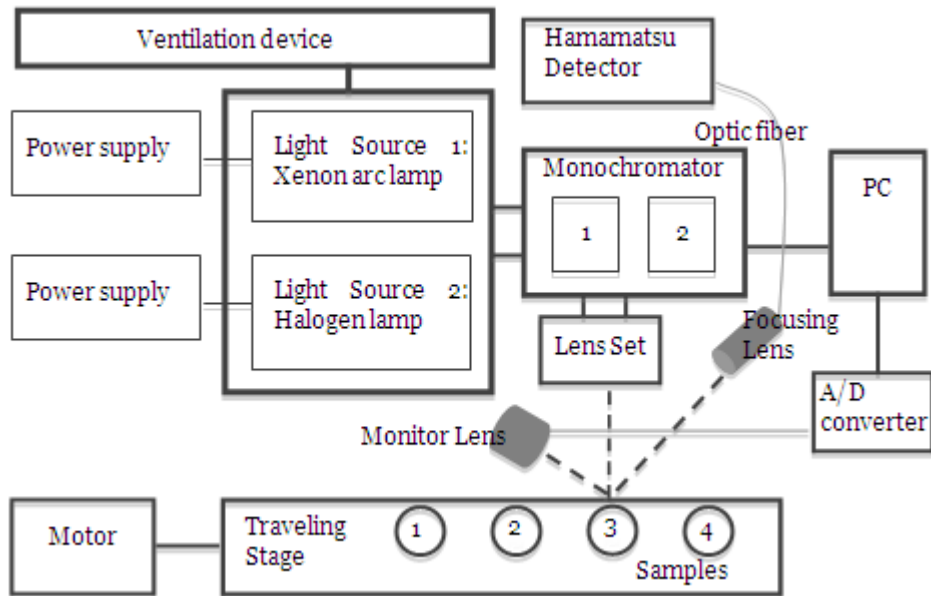 Ventilation device
Hamamatsu
Detector
Power supply
Light Source 1:
Xenon arc lamp
Optic fiber
Monochromator
1
2
PC
Power supply
Light Source 2:
Halogen lamp
Lens Set
Focusing
Lens
A/D
converter
Monitor Lens
Motor
Traveling
Stage
1
2
3
4
Samples